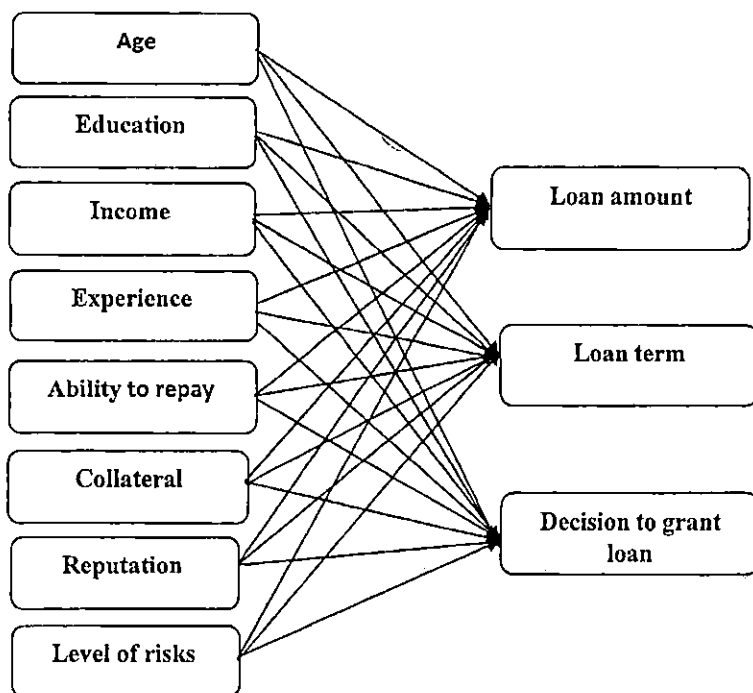 Age
Education
Income
Experience
Ability to repay
Collateral
Reputation
Level of risks
Loan amount
Loan term
Decision to grant
loan